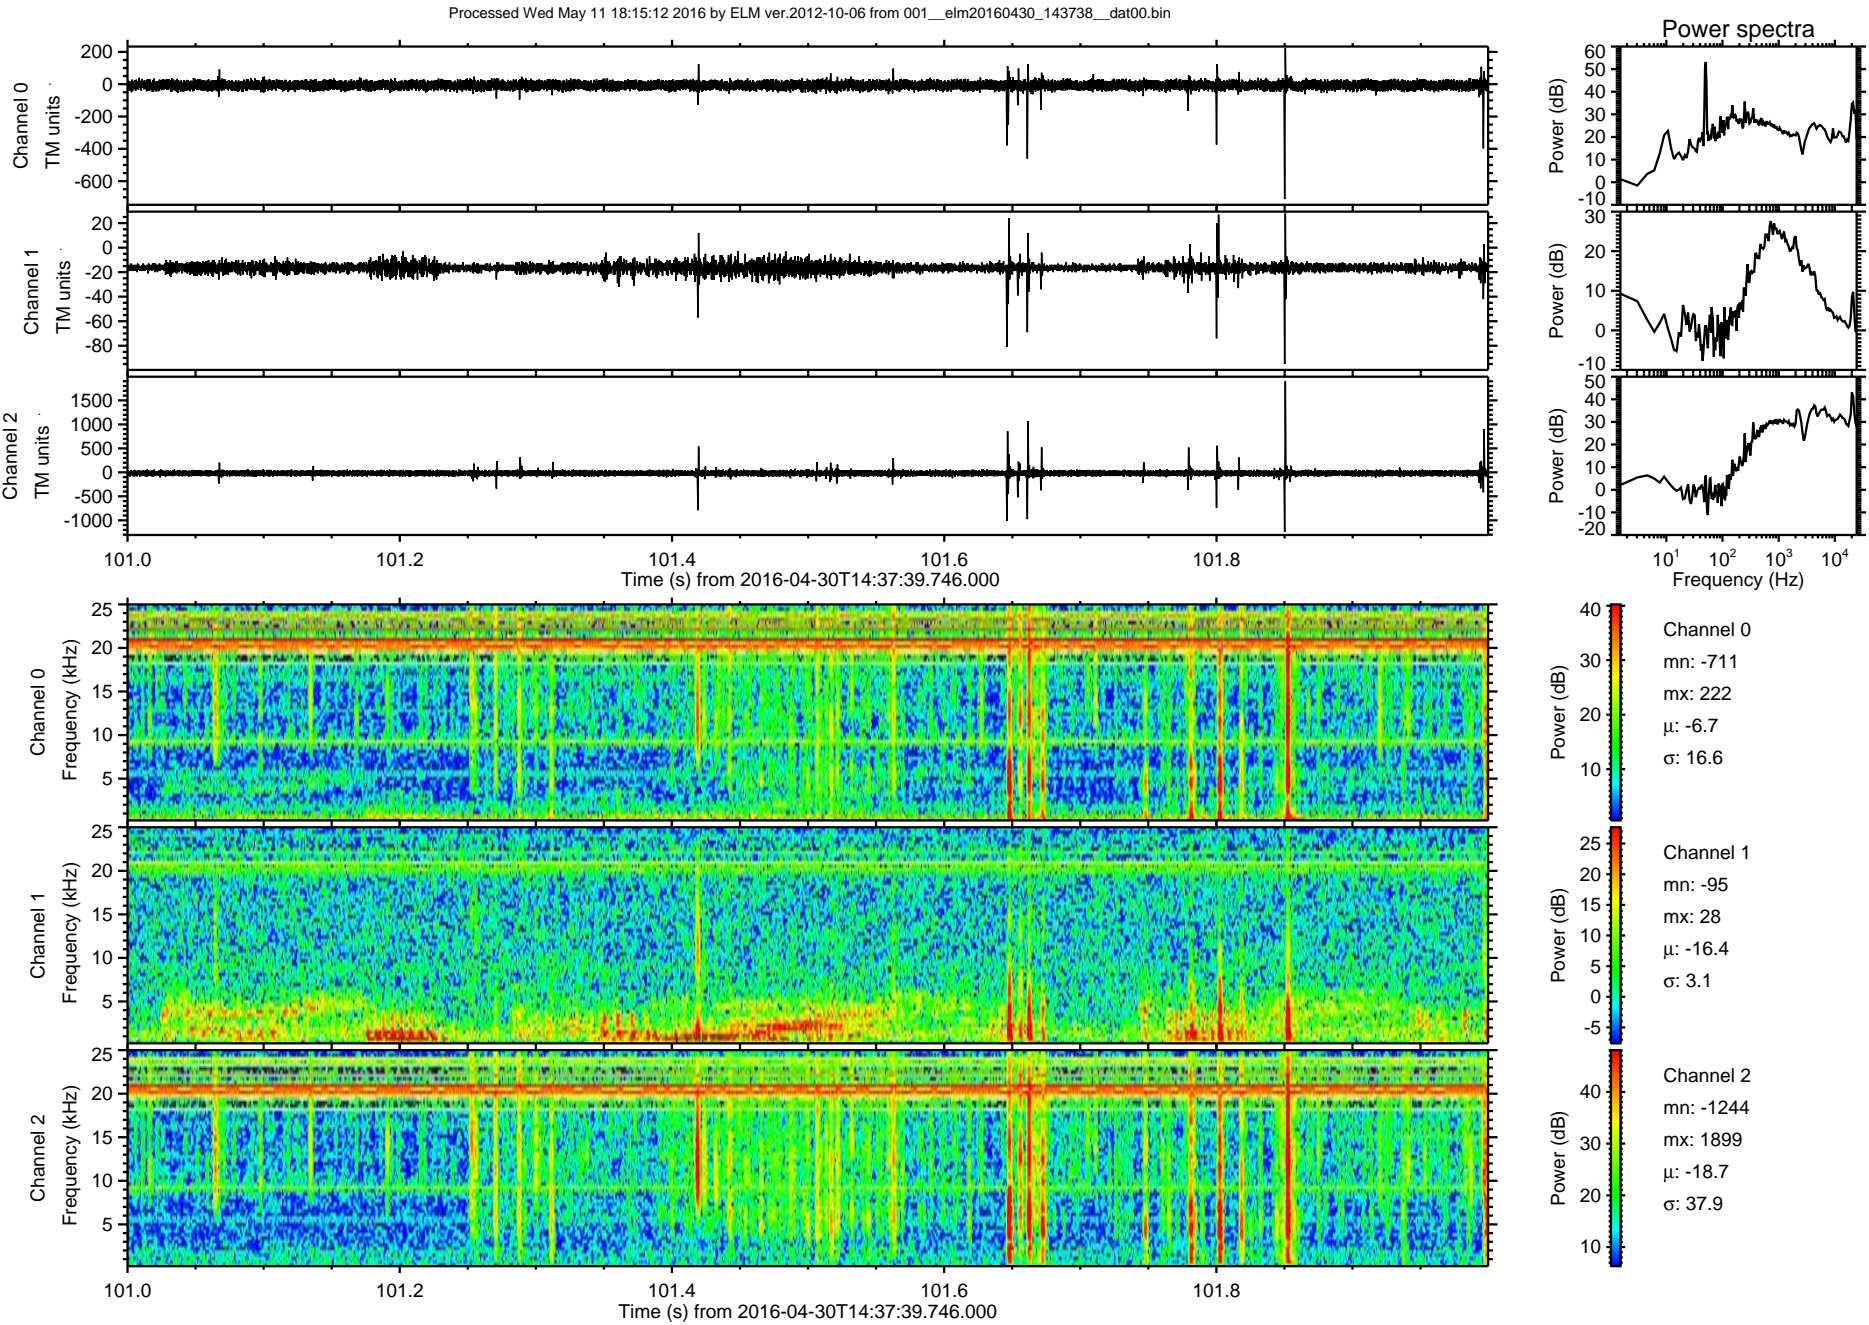 Processed Wed May 11 18:15:12 2016 by ELM ver.2012-10-06 from 001__elm20160430_143738__dat00.bin
Power spectra
Channel 0
TM units
200
0
-200
-400
-600
Power (dB)
60
50
40
30
20
10
0
-10
Channel 1
TM units
20
0
-20
-40
-60
-80
Power (dB)
30
20
10
0
-10
Channel 2
TM units
1500
1000
500
0
-500
-1000
Power (dB)
50
40
30
20
10
0
-10
-20
101.0 101.2 101.4 101.6 101.8
Time (s) from 2016-04-30T14:37:39.746.000
10¹ 10² 10³ 10⁴
Frequency (Hz)
Channel 0
Frequency (kHz)
25
20
15
10
5
Power (dB)
40
30
20
10
Channel 0
mn: -711
mx: 222
μ: -6.7
σ: 16.6
Channel 1
Frequency (kHz)
25
20
15
10
5
Power (dB)
25
20
15
10
5
0
-5
Channel 1
mn: -95
mx: 28
μ: -16.4
σ: 3.1
Channel 2
Frequency (kHz)
25
20
15
10
5
Power (dB)
40
30
20
10
Channel 2
mn: -1244
mx: 1899
μ: -18.7
σ: 37.9
101.0 101.2 101.4 101.6 101.8
Time (s) from 2016-04-30T14:37:39.746.000